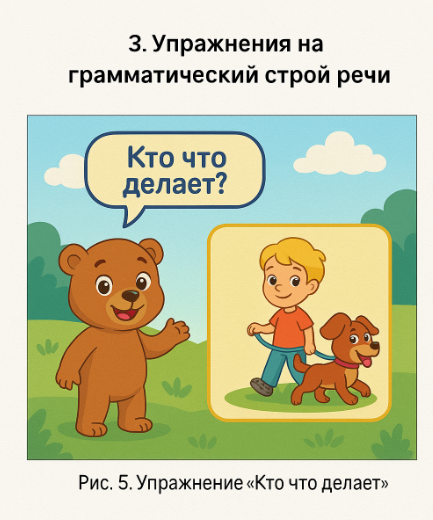 3. Упражнения на
грамматический строй речи
Кто что
делает?
Рис. 5. Упражнение «Кто что делает»